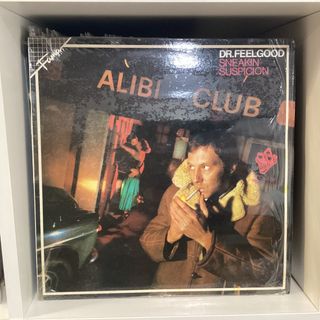 DR.FEELGOOD
SNEAKIN'
SUSPICION
ALIBI CLUB